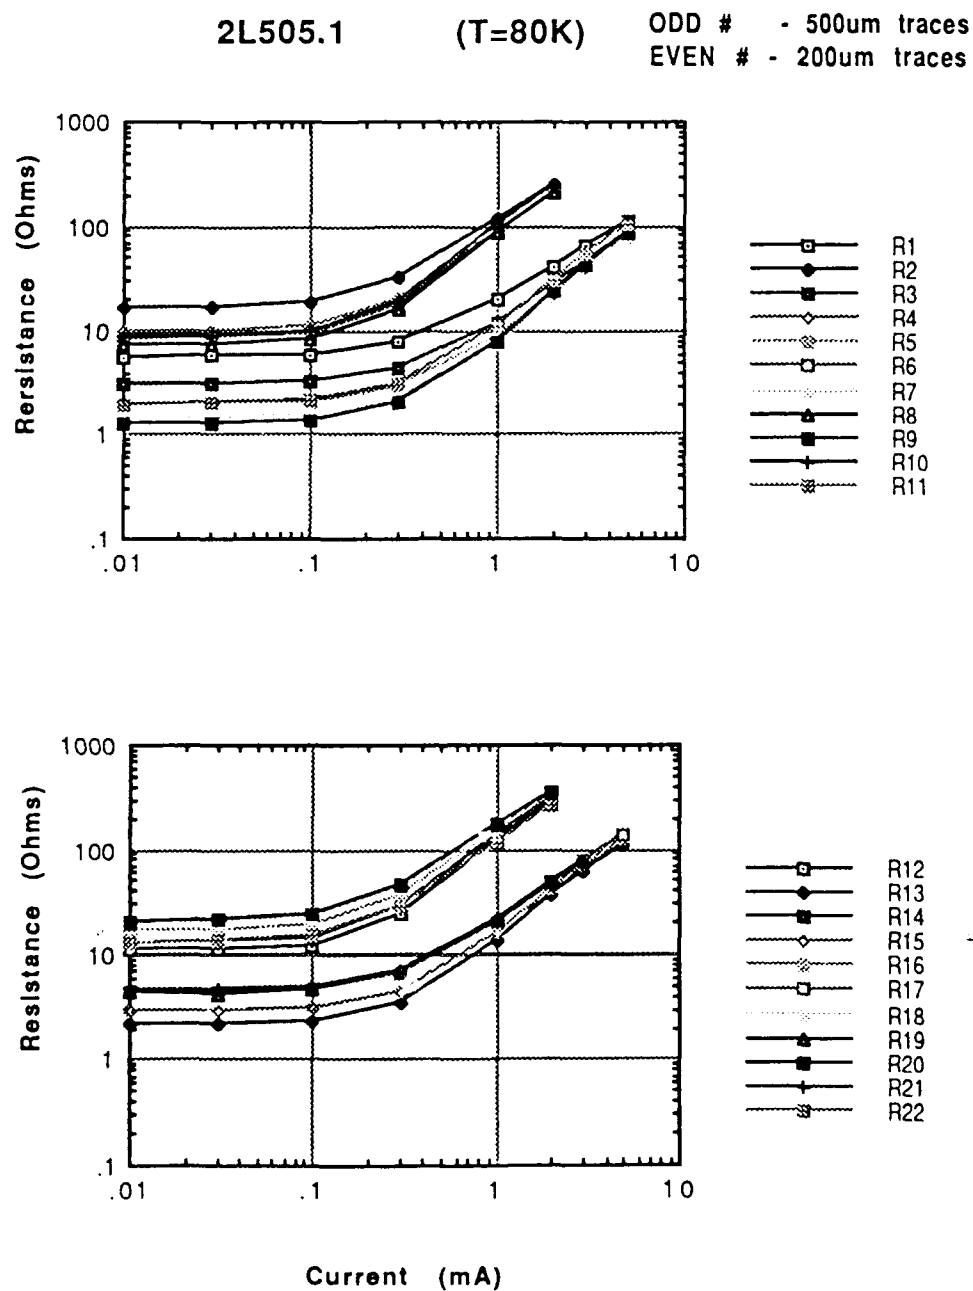 2L505.1 (T=80K) ODD # - 500um traces
EVEN # - 200um traces
Rersistance (Ohms)
1000
100
10
1
.1
.01 .1 1 10
R1
R2
R3
R4
R5
R6
R7
R8
R9
R10
R11
Resistance (Ohms)
1000
100
10
1
.1
.01 .1 1 10
R12
R13
R14
R15
R16
R17
R18
R19
R20
R21
R22
Current (mA)